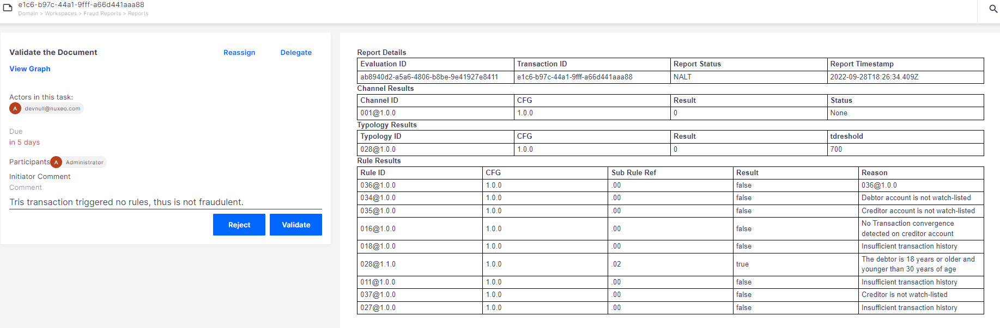 e1c6-b97c-44a1-9fff-a66d441aaa88
Domain > Workspaces > Fraud Reports > Reports
Validate the Document
Reassign
Delegate
View Graph
Actors in this task:
A devnull@nuxeo.com
Due
in 5 days
Participants A Administrator
Initiator Comment
Comment
Tris transaction triggered no rules, thus is not fraudulent.
Reject
Validate
Report Details
Evaluation ID Transaction ID Report Status Report Timestamp
ab8940d2-a5a6-4806-b8be-9e41927e8411 e1c6-b97c-44a1-9fff-a66d441aaa88 NALT 2022-09-28T18:26:34.409Z
Channel Results
Channel ID CFG Result Status
001@1.0.0 1.0.0 0 None
Typology Results
Typology ID CFG Result tdreshold
028@1.0.0 1.0.0 0 700
Rule Results
Rule ID CFG Sub Rule Ref Result Reason
036@1.0.0 1.0.0 .00 false 036@1.0.0
034@1.0.0 1.0.0 .00 false Debtor account is not watch-listed
035@1.0.0 1.0.0 .00 false Creditor account is not watch-listed
016@1.0.0 1.0.0 .00 false No Transaction convergence
detected on creditor account
018@1.0.0 1.0.0 .00 false Insufficient transaction history
028@1.1.0 1.0.0 .02 true The debtor is 18 years or older and
younger than 30 years of age
011@1.0.0 1.0.0 .00 false Insufficient transaction history
037@1.0.0 1.0.0 .00 false Creditor is not watch-listed
027@1.0.0 1.0.0 .00 false Insufficient transaction history